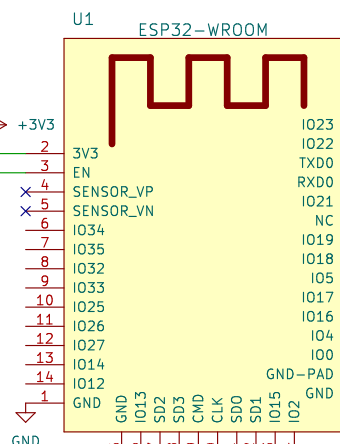 U1
ESP32-WROOM
+3V3
2 3V3
3 EN
4 SENSOR_VP
5 SENSOR_VN
6 IO34
7 IO35
8 IO32
9 IO33
10 IO25
11 IO26
12 IO27
13 IO14
14 IO12
1 GND
GND
IO23
IO22
TXD0
RXD0
IO21
NC
IO19
IO18
IO5
IO17
IO16
IO4
IO0
GND-PAD
GND
GND
IO13
SD2
SD3
CMD
CLK
SD0
SD1
IO15
IO2